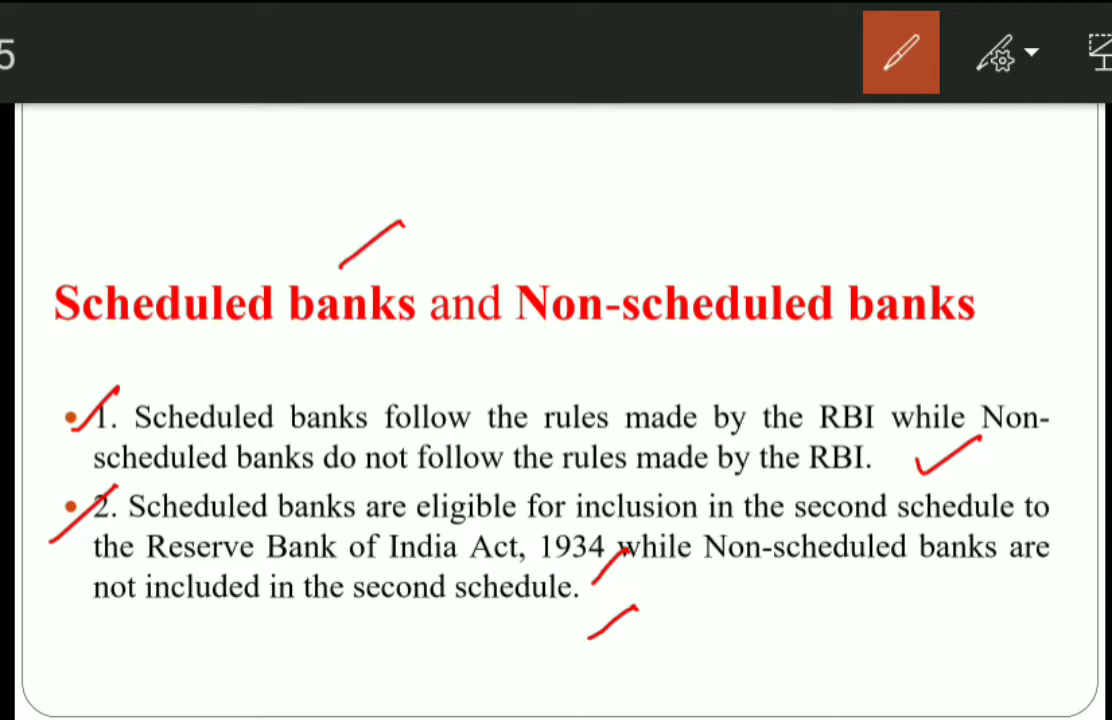 5
Scheduled banks and Non-scheduled banks
• 1. Scheduled banks follow the rules made by the RBI while Non-
scheduled banks do not follow the rules made by the RBI.
• 2. Scheduled banks are eligible for inclusion in the second schedule to
the Reserve Bank of India Act, 1934 while Non-scheduled banks are
not included in the second schedule.